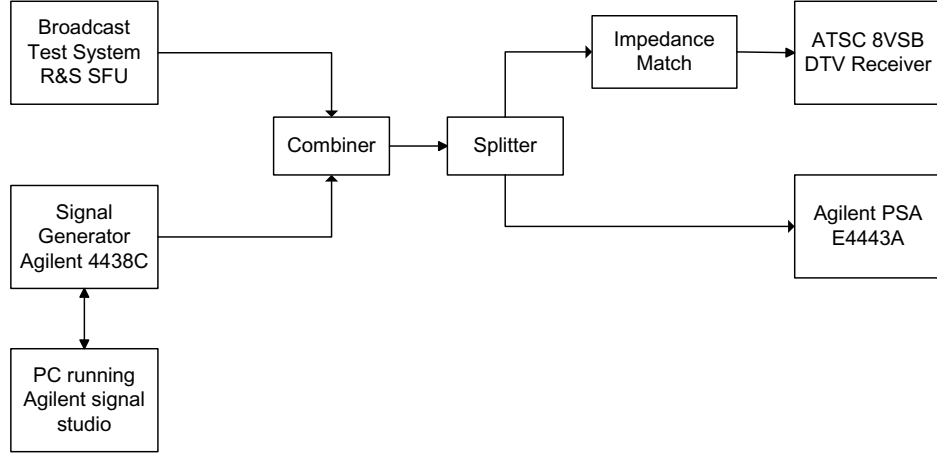 Broadcast
Test System
R&S SFU
Impedance
Match
ATSC 8VSB
DTV Receiver
Combiner
Splitter
Signal
Generator
Agilent 4438C
Agilent PSA
E4443A
PC running
Agilent signal
studio